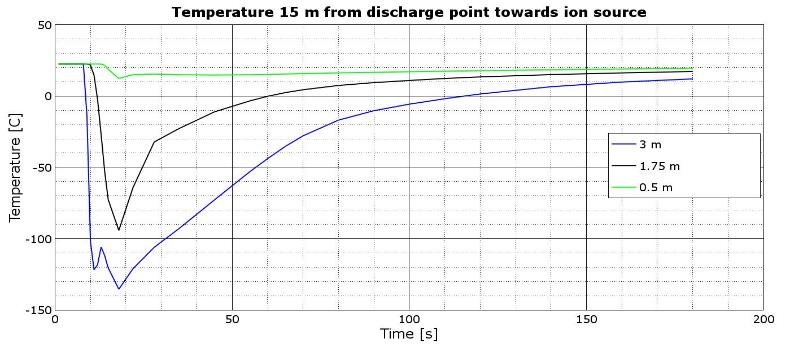 Temperature 15 m from discharge point towards ion source
50
0
-50
-100
-150
Temperature [C]
3 m
1.75 m
0.5 m
0 50 100 150 200
Time [s]